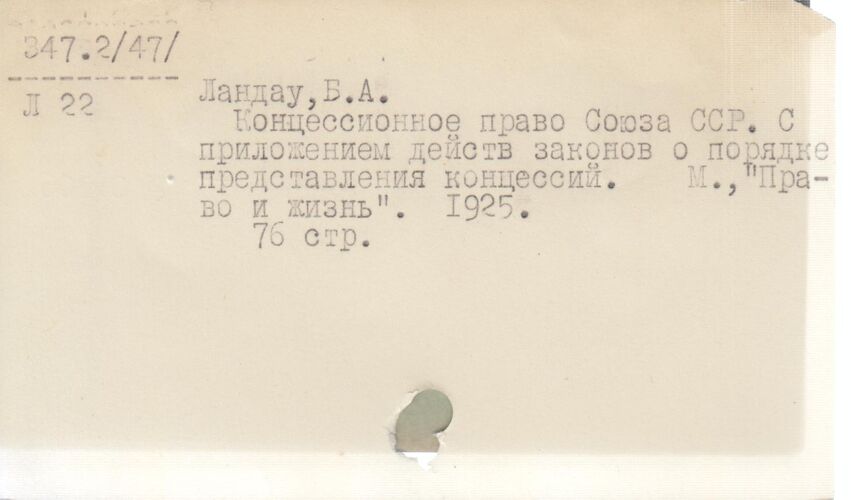 347.2/47/
Л 22
Ландау,Б.А.
Концессионное право Союза ССР. С
приложением действ законов о порядке
представления концессий. М.,"Пра-
во и жизнь". 1925.
76 стр.